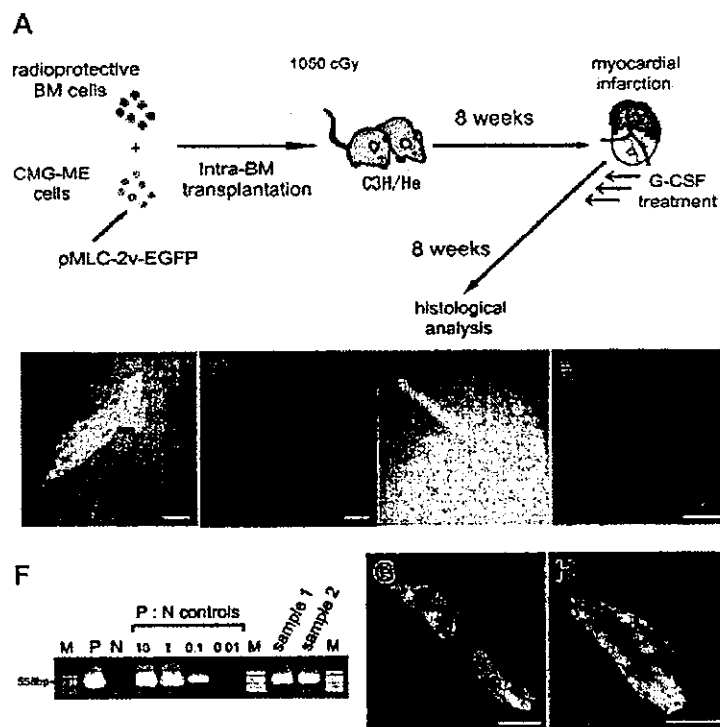 A
radioprotective
BM cells
+
CMG-ME
cells
pMLC-2v-EGFP
Intra-BM
transplantation
1050 cGy
C3H/He
8 weeks
myocardial
infarction
G-CSF
treatment
8 weeks
histological
analysis
F
P : N controls
M P N 10 1 0.1 0.01 M sample 1 sample 2 M
558bp
G